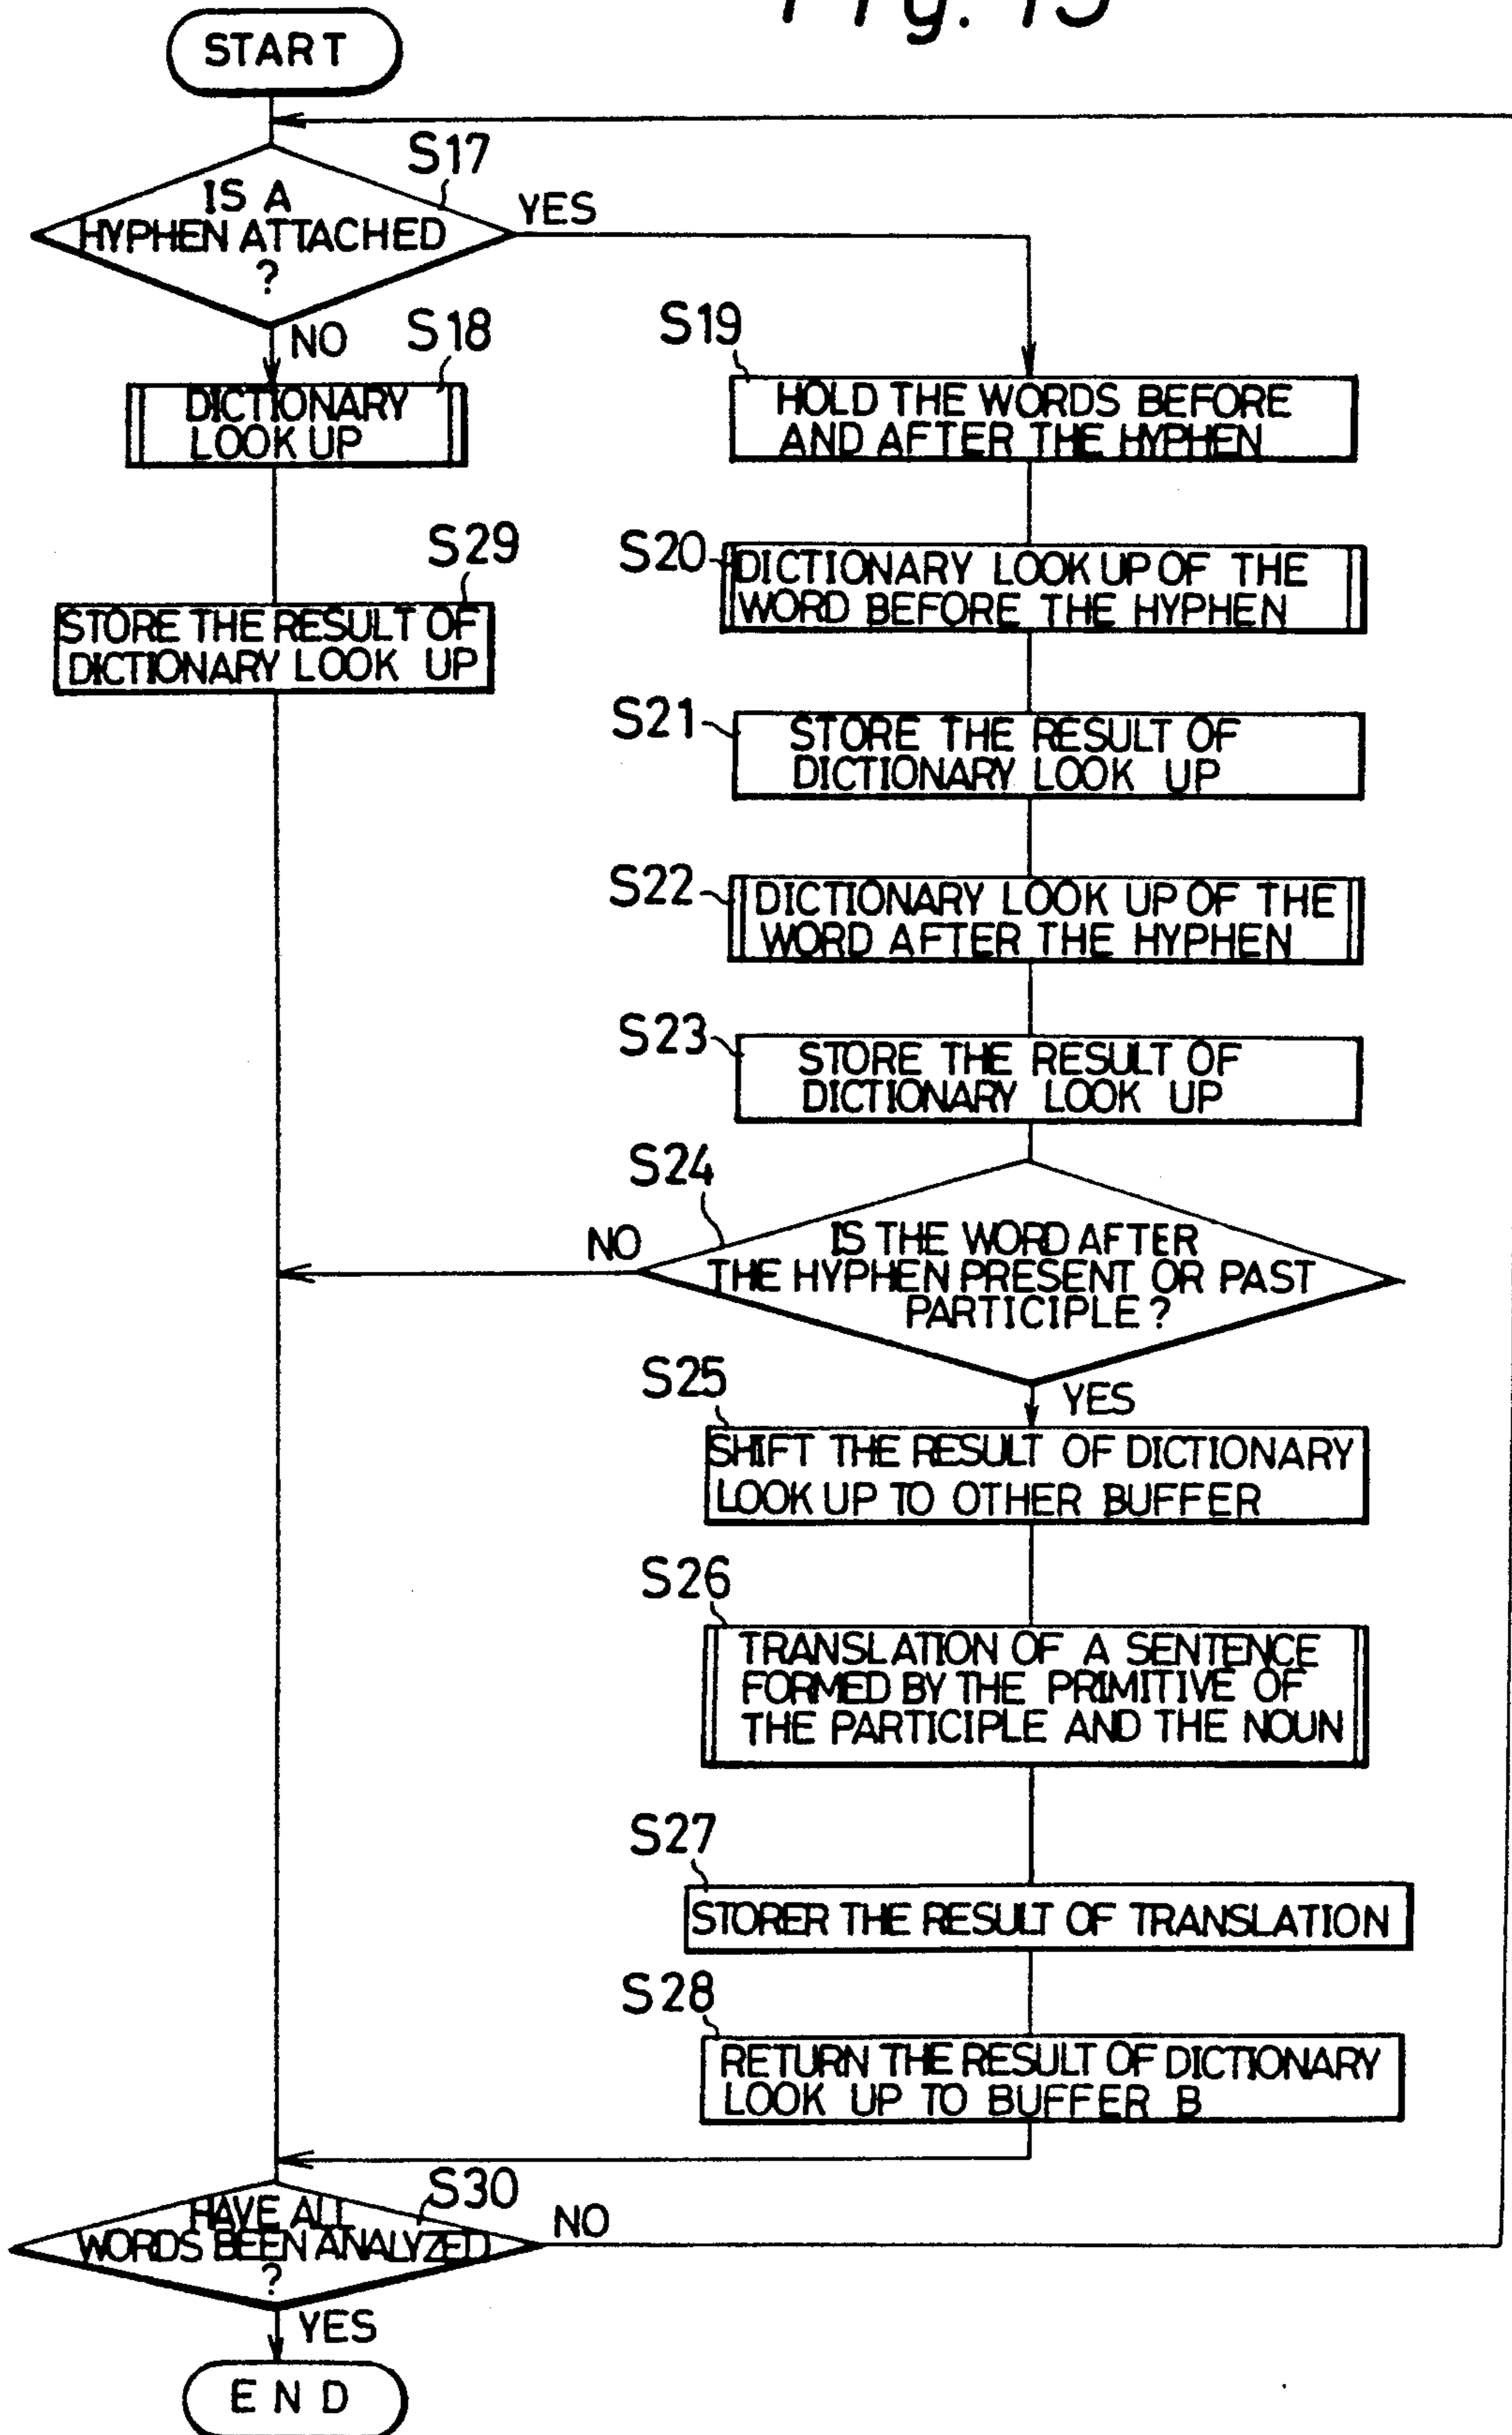 Fig. 13
START
S17
IS A
HYPHEN ATTACHED
?
YES
NO
S18
DICTIONARY
LOOK UP
S19
HOLD THE WORDS BEFORE
AND AFTER THE HYPHEN
S29
STORE THE RESULT OF
DICTIONARY LOOK UP
S20
DICTIONARY LOOK UP OF THE
WORD BEFORE THE HYPHEN
S21
STORE THE RESULT OF
DICTIONARY LOOK UP
S22
DICTIONARY LOOK UP OF THE
WORD AFTER THE HYPHEN
S23
STORE THE RESULT OF
DICTIONARY LOOK UP
S24
NO
IS THE WORD AFTER
THE HYPHEN PRESENT OR PAST
PARTICIPLE ?
YES
S25
SHIFT THE RESULT OF DICTIONARY
LOOK UP TO OTHER BUFFER
S26
TRANSLATION OF A SENTENCE
FORMED BY THE PRIMITIVE OF
THE PARTICIPLE AND THE NOUN
S27
STORER THE RESULT OF TRANSLATION
S28
RETURN THE RESULT OF DICTIONARY
LOOK UP TO BUFFER B
S30
HAVE ALL
WORDS BEEN ANALYZED
?
NO
YES
END